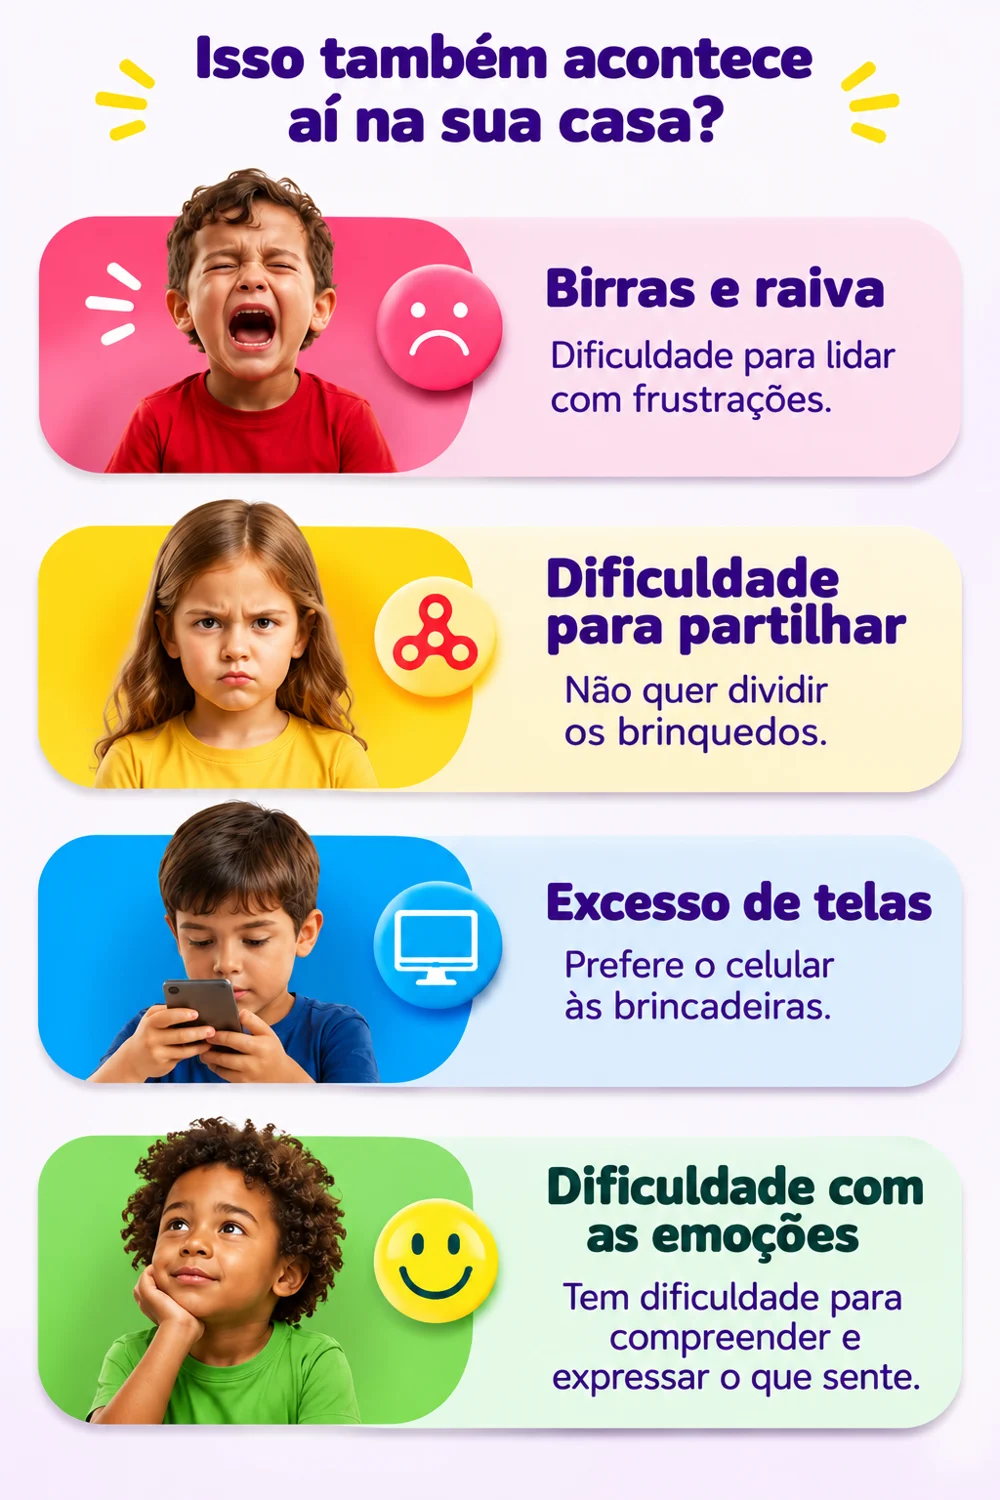 Isso também acontece
aí na sua casa?
Birras e raiva
Dificuldade para lidar
com frustrações.
Dificuldade
para partilhar
Não quer dividir
os brinquedos.
Excesso de telas
Prefere o celular
às brincadeiras.
Dificuldade com
as emoções
Tem dificuldade para
compreender e
expressar o que sente.